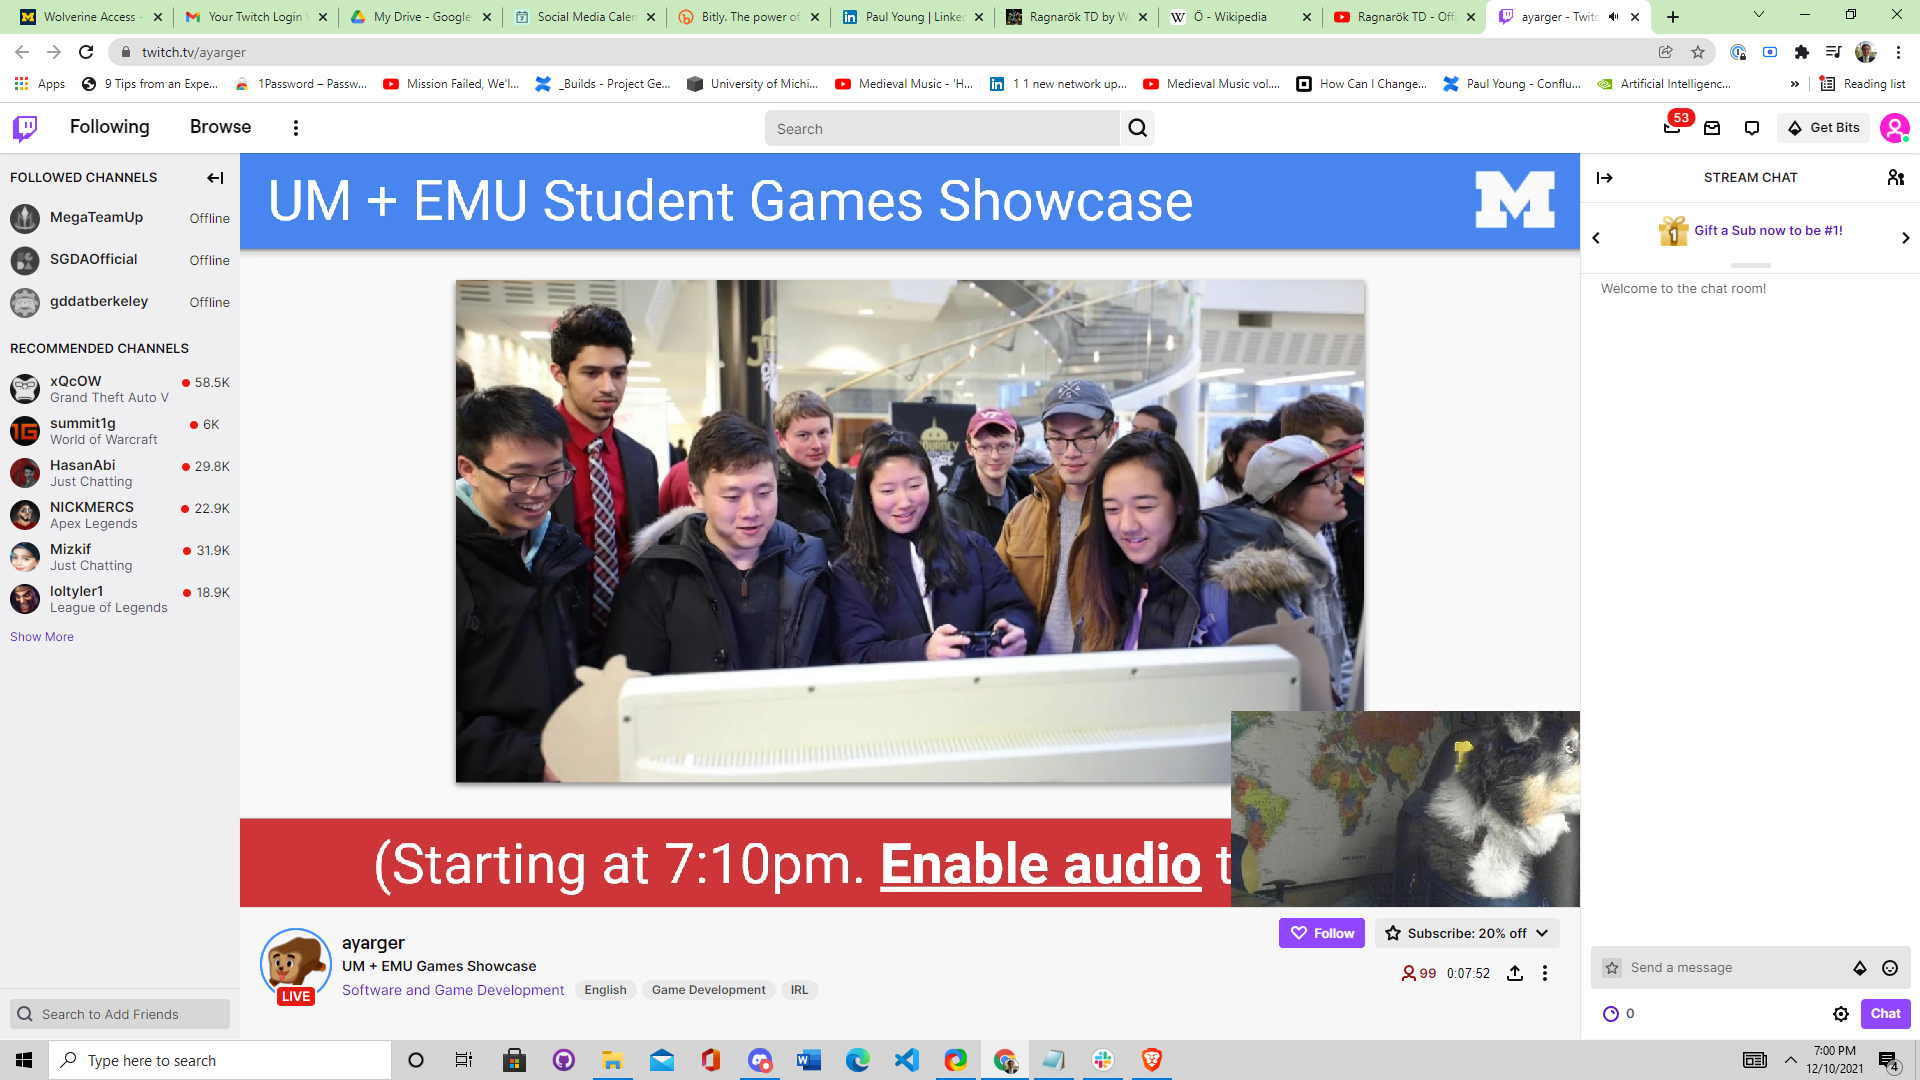 Wolverine Access -
Your Twitch Login
My Drive - Google
Social Media Calen
Bitly. The power of
Paul Young | Linke
Ragnarök TD by W
Ö - Wikipedia
Ragnarök TD - Offi
ayarger - Twitc
twitch.tv/ayarger
Apps
9 Tips from an Expe...
1Password – Passw...
Mission Failed, We'l...
_Builds - Project Ge...
University of Michi...
Medieval Music - 'H...
1 1 new network up...
Medieval Music vol....
How Can I Change...
Paul Young - Conflu...
Artificial Intelligenc...
»
Reading list
Following
Browse
Search
53
Get Bits
FOLLOWED CHANNELS
MegaTeamUp Offline
SGDAOfficial Offline
gddatberkeley Offline
RECOMMENDED CHANNELS
xQcOW 58.5K
Grand Theft Auto V
summit1g 6K
World of Warcraft
HasanAbi 29.8K
Just Chatting
NICKMERCS 22.9K
Apex Legends
Mizkif 31.9K
Just Chatting
loltyler1 18.9K
League of Legends
Show More
Search to Add Friends
UM + EMU Student Games Showcase
M
(Starting at 7:10pm. Enable audio t
LIVE
ayarger
UM + EMU Games Showcase
Software and Game Development English Game Development IRL
Follow
Subscribe: 20% off
99 0:07:52
STREAM CHAT
1
Gift a Sub now to be #1!
Welcome to the chat room!
Send a message
0
Chat
Type here to search
7:00 PM
12/10/2021
4